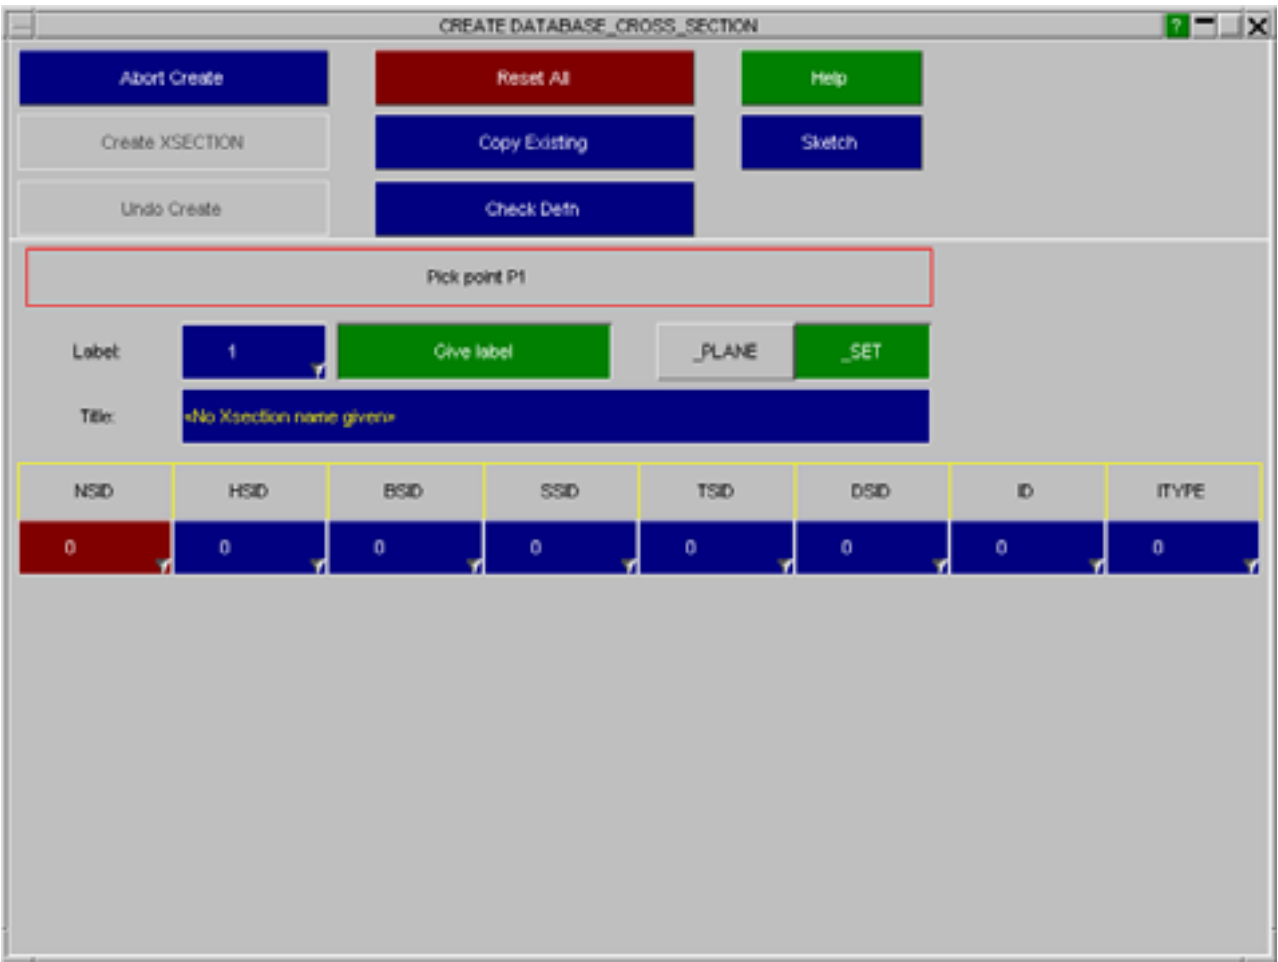 CREATE DATABASE_CROSS_SECTION ?
Abort Create Reset All Help
Create XSECTION Copy Existing Sketch
Undo Create Check Defn
Pick point P1
Label: 1 Give label _PLANE _SET
Title: <No Xsection name given>
NSID HSID BSID SSID TSID DSID ID ITYPE
0 0 0 0 0 0 0 0